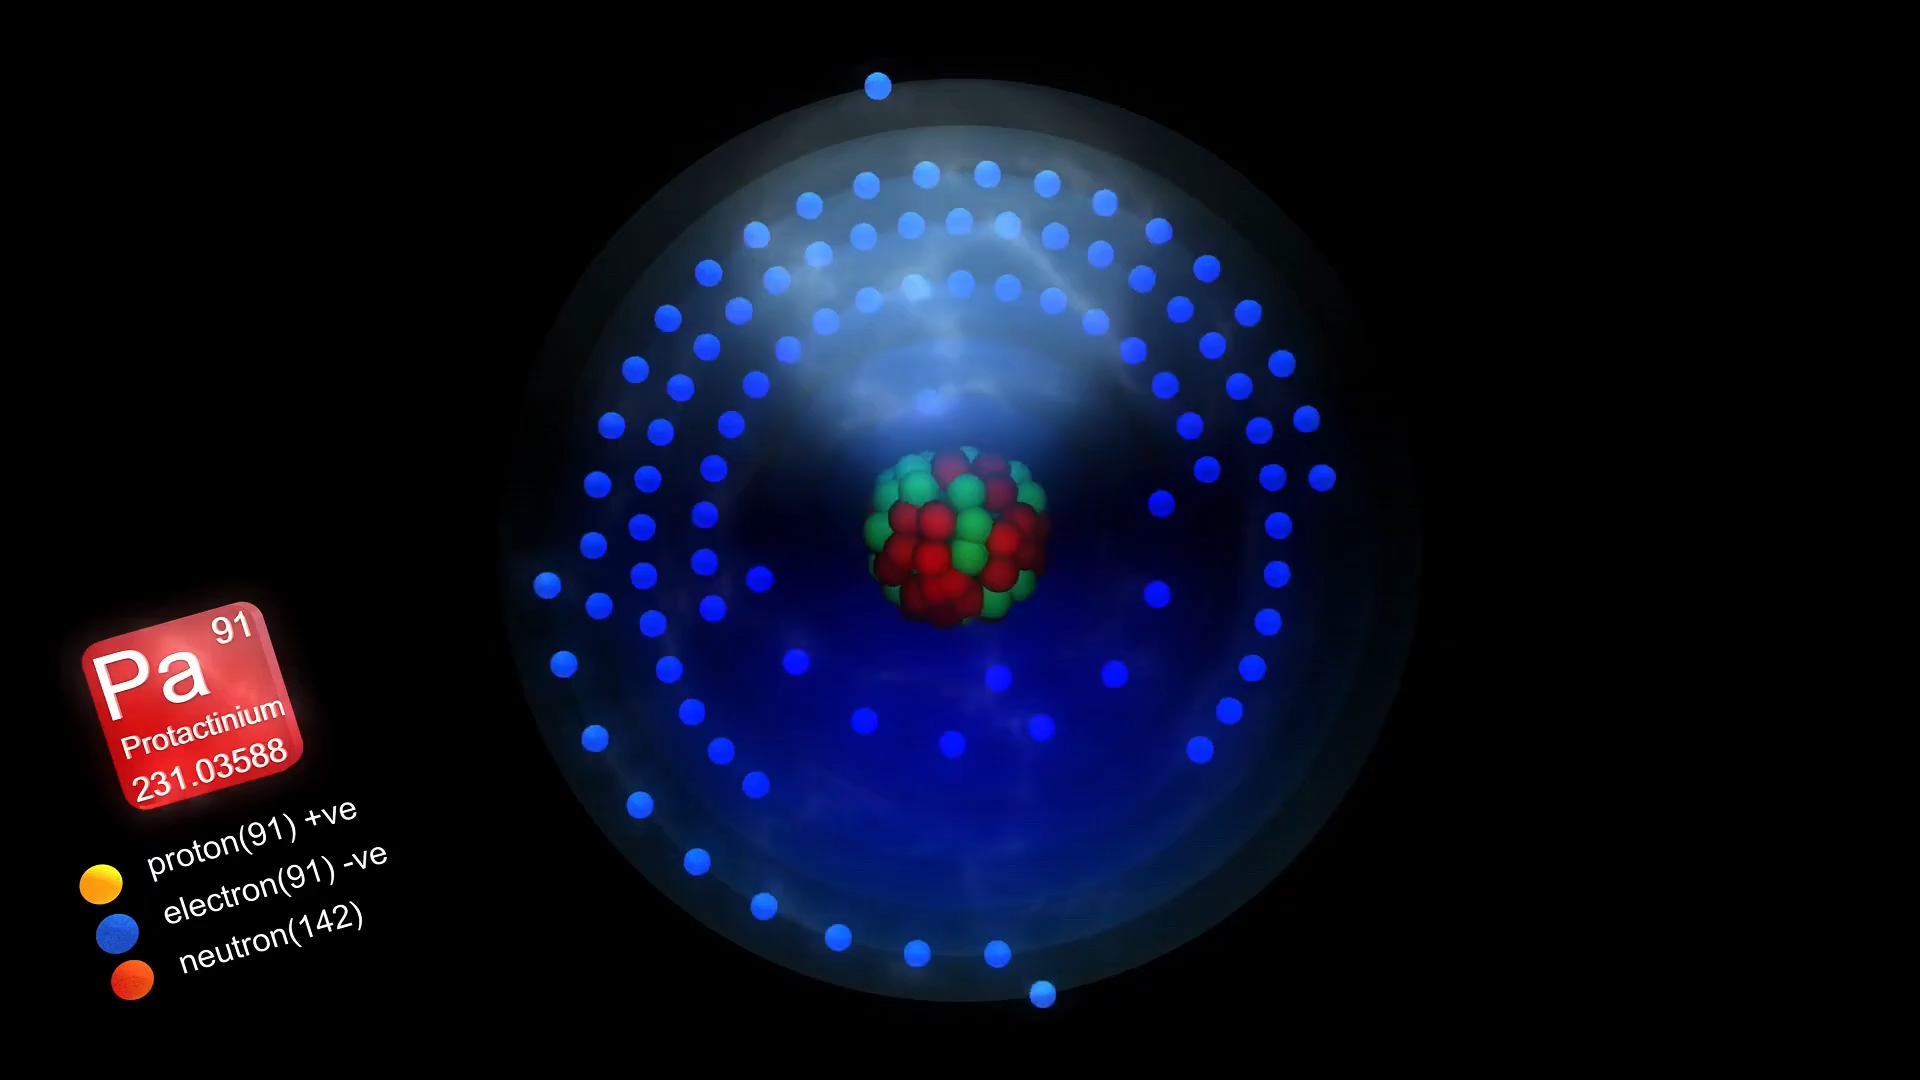 91
Pa
Protactinium
231.03588
proton(91) +ve
electron(91) -ve
neutron(142)